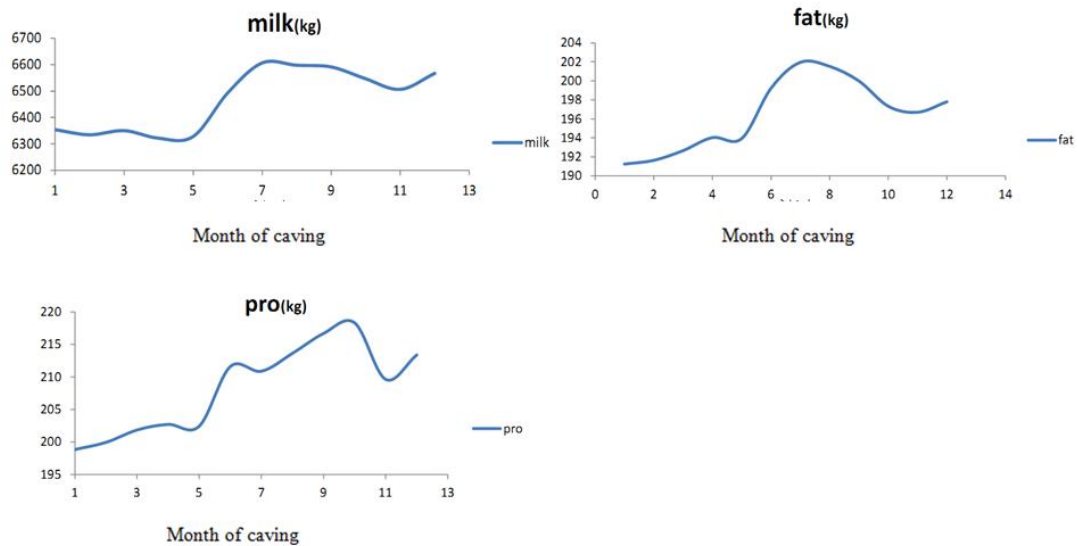 milk(kg)
6700
6600
6500
6400
6300
6200
1 3 5 7 9 11 13
milk
Month of caving
fat(kg)
204
202
200
198
196
194
192
190
0 2 4 6 8 10 12 14
fat
Month of caving
pro(kg)
220
215
210
205
200
195
1 3 5 7 9 11 13
pro
Month of caving